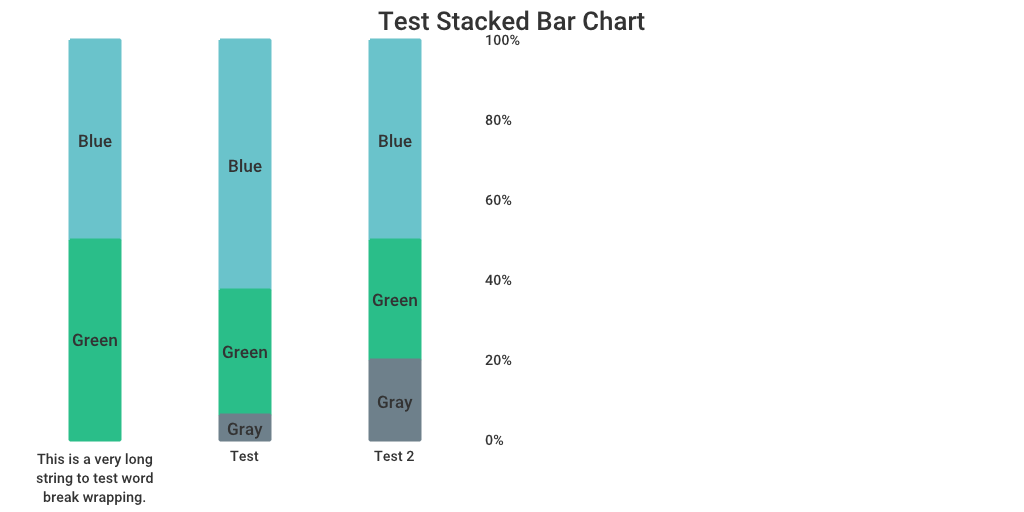 Test Stacked Bar Chart
100%
80%
Blue
Blue
Blue
60%
40%
Green
Green
Green
20%
Gray
Gray
0%
Test
Test 2
This is a very long
string to test word
break wrapping.